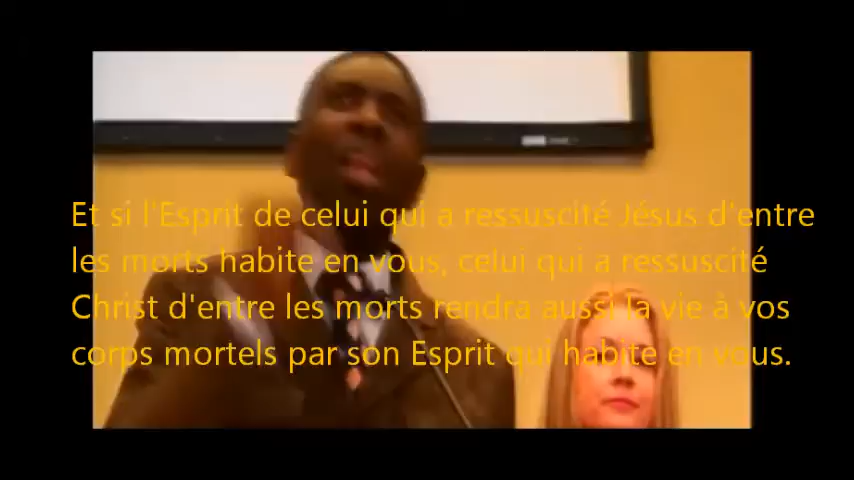 Et si l'Esprit de celui qui a ressuscité Jésus d'entre
les morts habite en vous, celui qui a ressuscité
Christ d'entre les morts rendra aussi la vie à vos
corps mortels par son Esprit qui habite en vous.